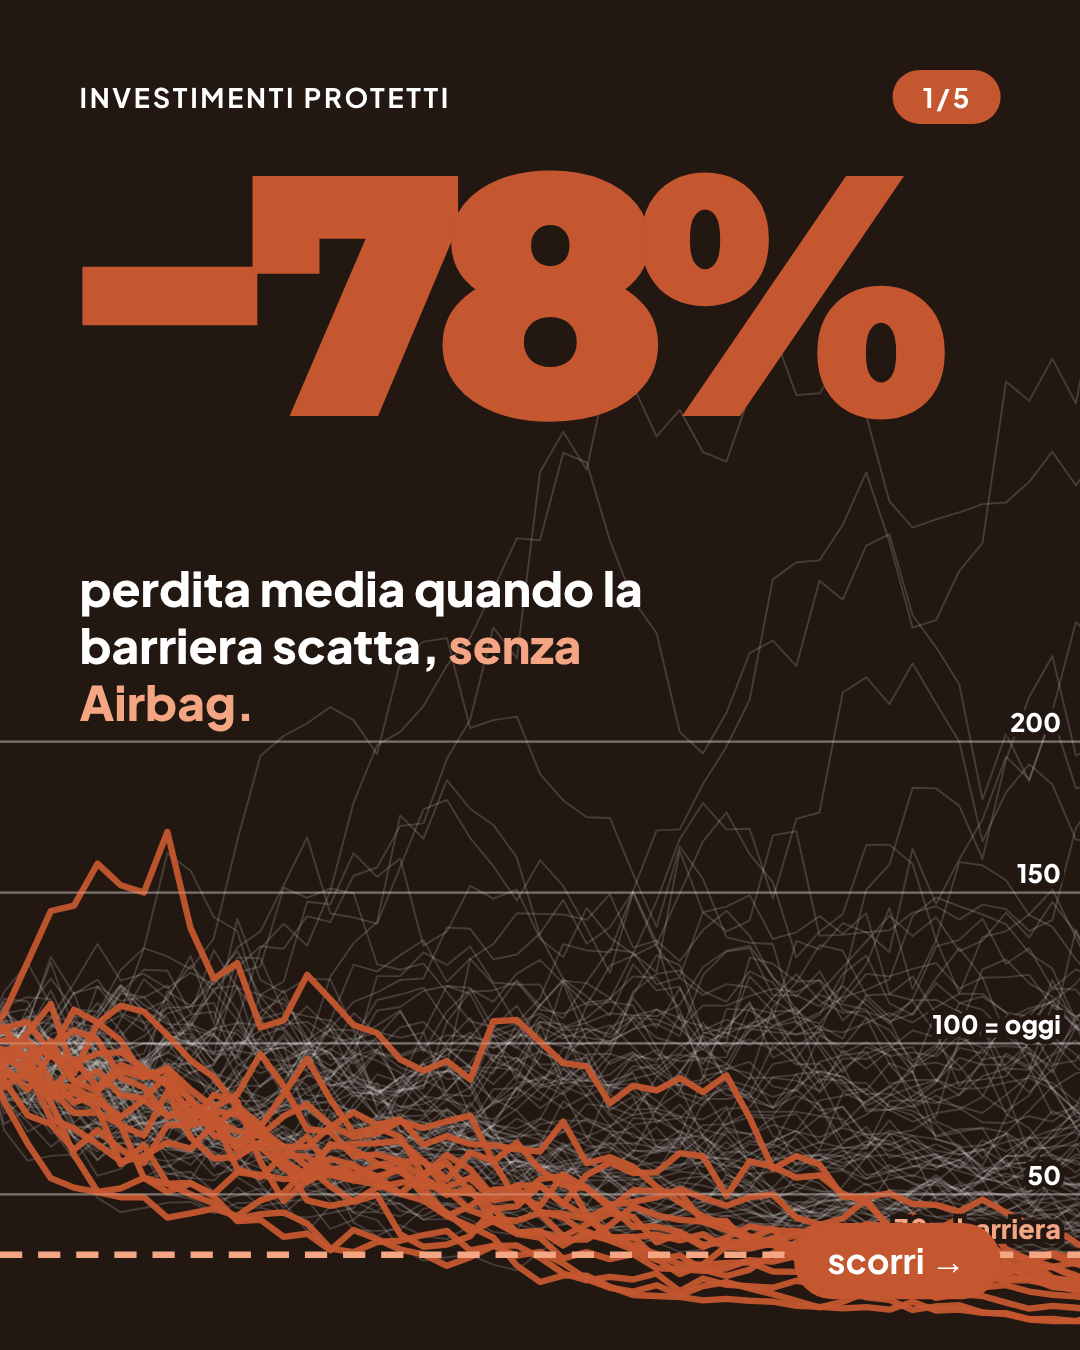 INVESTIMENTI PROTETTI
1/5
−78%
perdita media quando la
barriera scatta, senza
Airbag.
200
150
100 = oggi
50
barriera
scorri →